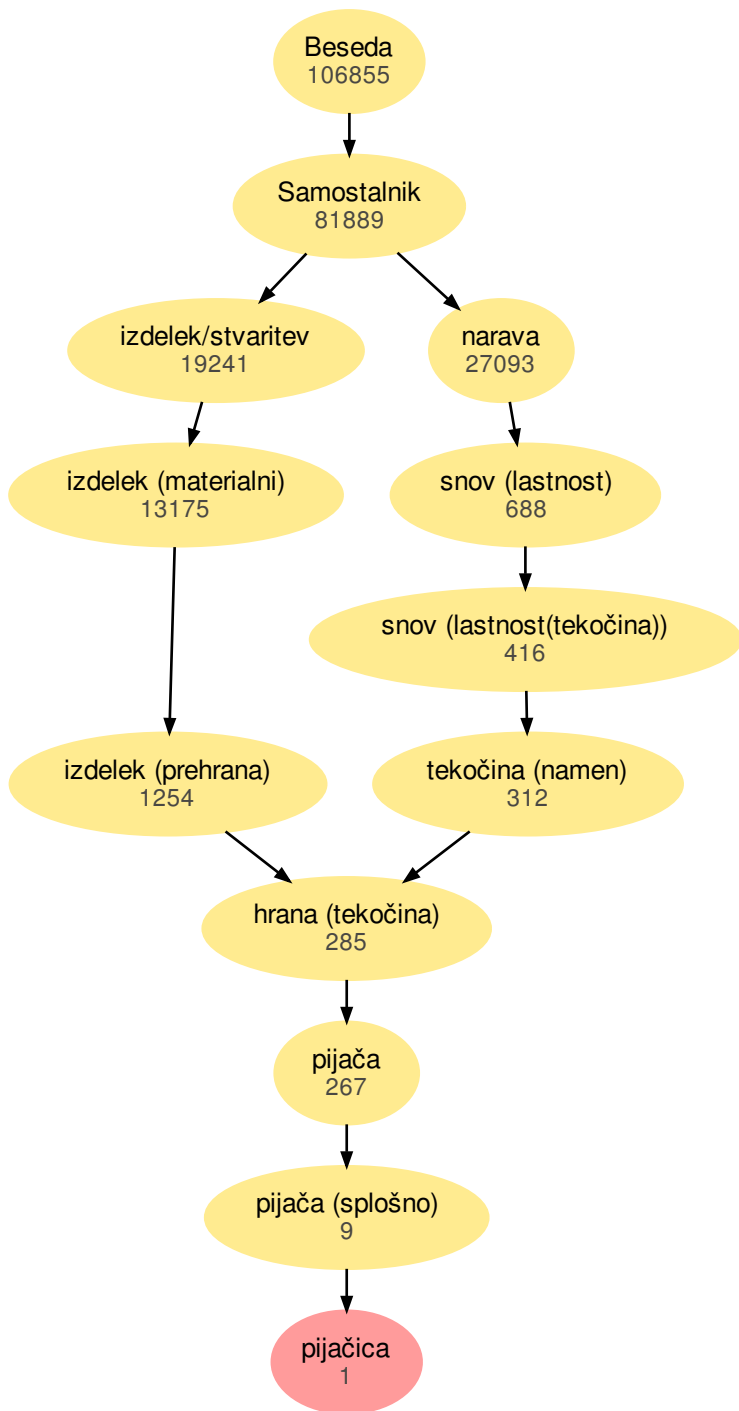 Beseda
106855
Samostalnik
81889
izdelek/stvaritev
19241
narava
27093
izdelek (materialni)
13175
snov (lastnost)
688
snov (lastnost(tekočina))
416
izdelek (prehrana)
1254
tekočina (namen)
312
hrana (tekočina)
285
pijača
267
pijača (splošno)
9
pijačica
1